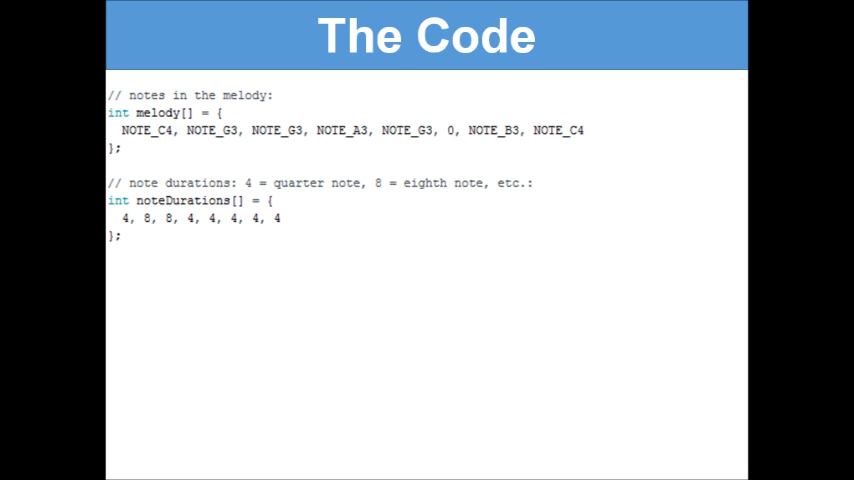 The Code
// notes in the melody:
int melody[] = {
NOTE_C4, NOTE_G3, NOTE_G3, NOTE_A3, NOTE_G3, 0, NOTE_B3, NOTE_C4
};
// note durations: 4 = quarter note, 8 = eighth note, etc.:
int noteDurations[] = {
4, 8, 8, 4, 4, 4, 4, 4
};